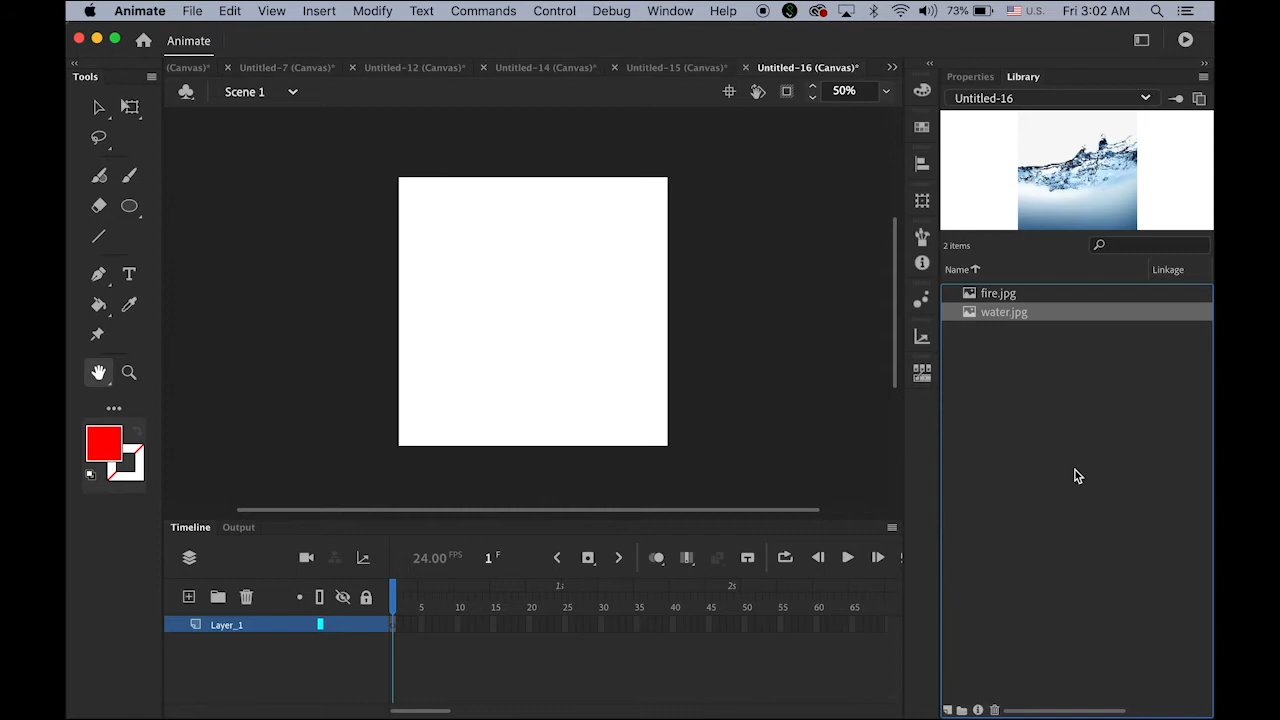 Animate File Edit View Insert Modify Text Commands Control Debug Window Help 73% U.S. Fri 3:02 AM
Animate
Tools
(Canvas)* Untitled-7 (Canvas)* Untitled-12 (Canvas)* Untitled-14 (Canvas)* Untitled-15 (Canvas)* Untitled-16 (Canvas)*
Scene 1 50%
Properties Library
Untitled-16
2 items
Name Linkage
fire.jpg
water.jpg
Timeline Output
24.00 FPS 1 F
1s 2s
5 10 15 20 25 30 35 40 45 50 55 60 65
Layer_1